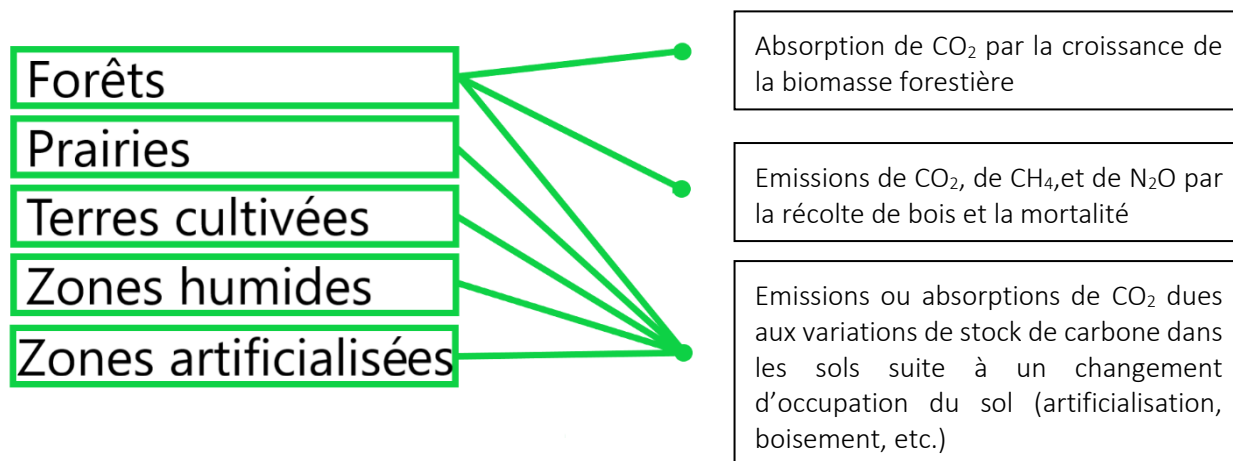 Forêts
Prairies
Terres cultivées
Zones humides
Zones artificialisées
Absorption de CO₂ par la croissance de
la biomasse forestière
Emissions de CO₂, de CH₄,et de N₂O par
la récolte de bois et la mortalité
Emissions ou absorptions de CO₂ dues
aux variations de stock de carbone dans
les sols suite à un changement
d’occupation du sol (artificialisation,
boisement, etc.)